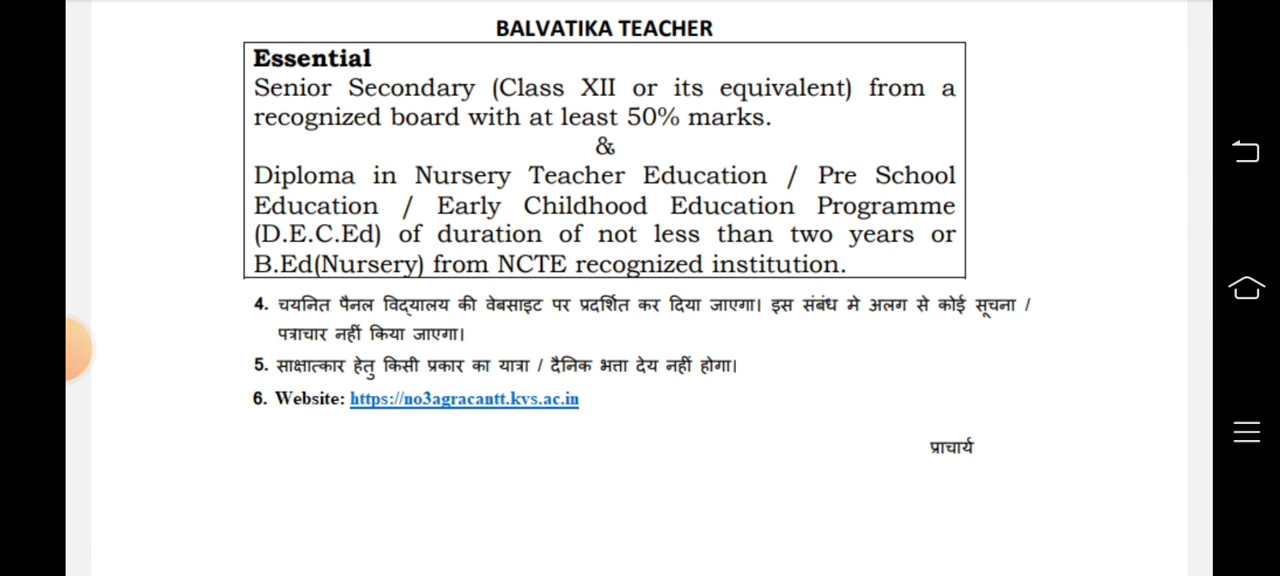 BALVATIKA TEACHER
Essential
Senior Secondary (Class XII or its equivalent) from a
recognized board with at least 50% marks.
&
Diploma in Nursery Teacher Education / Pre School
Education / Early Childhood Education Programme
(D.E.C.Ed) of duration of not less than two years or
B.Ed(Nursery) from NCTE recognized institution.
4. चयनित पैनल विद्यालय की वेबसाइट पर प्रदर्शित कर दिया जाएगा। इस संबंध मे अलग से कोई सूचना /
पत्राचार नहीं किया जाएगा।
5. साक्षात्कार हेतु किसी प्रकार का यात्रा / दैनिक भत्ता देय नहीं होगा।
6. Website: https://no3agracantt.kvs.ac.in
प्राचार्य